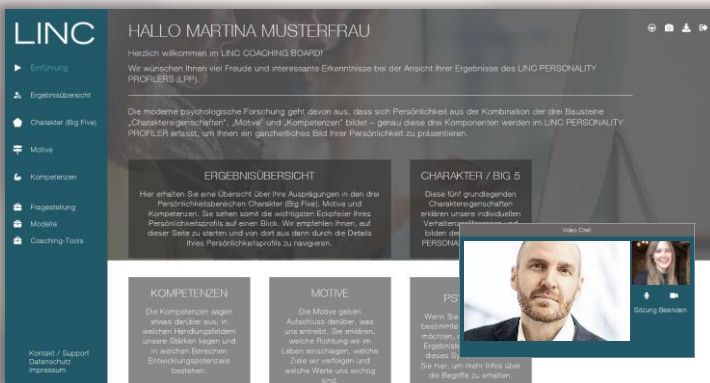 LINC
Einführung
Ergebnisübersicht
Charakter (Big Five)
Motive
Kompetenzen
Fragestellung
Modelle
Coaching-Tools
Kontakt / Support
Datenschutz
Impressum
HALLO MARTINA MUSTERFRAU
Herzlich willkommen im LINC COACHING BOARD!
Wir wünschen Ihnen viel Freude und interessante Erkenntnisse bei der Ansicht Ihrer Ergebnisse des LINC PERSONALITY
PROFILERS (LPP).
Die moderne psychologische Forschung geht davon aus, dass sich Persönlichkeit aus der Kombination der drei Bausteine
„Charaktereigenschaften“, „Motive“ und „Kompetenzen“ bildet – genau diese drei Komponenten werden im LINC PERSONALITY
PROFILER erfasst, um Ihnen ein ganzheitliches Bild Ihrer Persönlichkeit zu präsentieren.
ERGEBNISÜBERSICHT
Hier erhalten Sie eine Übersicht über Ihre Ausprägungen in den drei
Persönlichkeitsbereichen Charakter (Big Five), Motive und
Kompetenzen. Sie sehen somit die wichtigsten Eckpfeiler Ihres
Persönlichkeitsprofils auf einen Blick. Wir empfehlen Ihnen, auf
dieser Seite zu starten und von dort aus dann durch die Details
Ihres Persönlichkeitsprofils zu navigieren.
CHARAKTER / BIG 5
Diese fünf grundlegenden
Charaktereigenschaften
erklären unsere individuellen
bilden de
PERSONA
Video Chat
Sitzung Beenden
KOMPETENZEN
Die Kompetenzen sagen
etwas darüber aus, in
welchen Handlungsfeldern
unsere Stärken liegen und
in welchen Bereichen
Entwicklungspotenziale
bestehen.
MOTIVE
Die Motive geben
Aufschluss darüber, was
uns antreibt. Sie erklären,
welche Richtung wir im
Leben einschlagen, welche
Ziele wir verfolgen und
welche Werte uns wichtig
sind.
PS
Wenn Sie
bestimmte
möchten,
Ergebnis
dieses Sy
Sie hier, um mehr Infos über
die Begriffe zu erhalten.